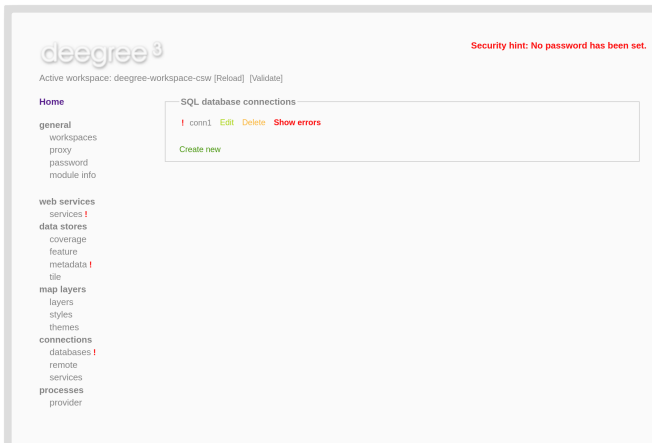 deegree 3
Security hint: No password has been set.
Active workspace: deegree-workspace-csw [Reload] [Validate]
Home
general
workspaces
proxy
password
module info
web services
services !
data stores
coverage
feature
metadata !
tile
map layers
layers
styles
themes
connections
databases !
remote
services
processes
provider
SQL database connections
! conn1 Edit Delete Show errors
Create new